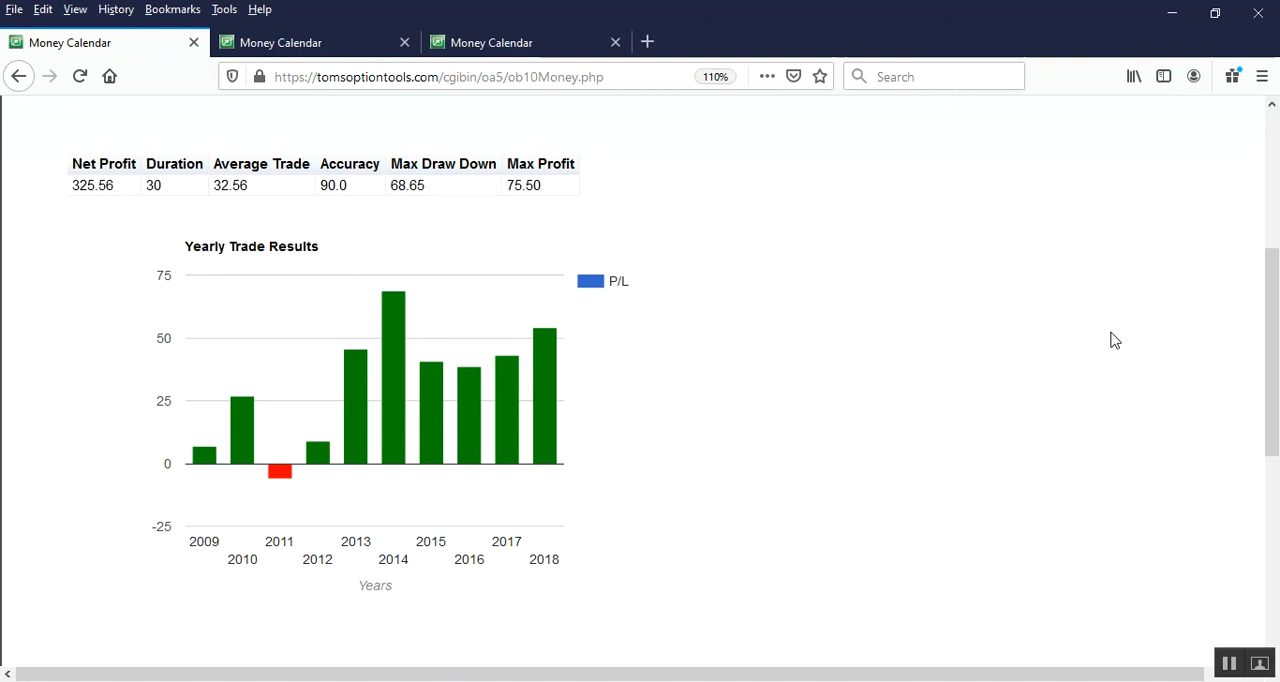 File Edit View History Bookmarks Tools Help
Money Calendar Money Calendar Money Calendar
https://tomsoptiontools.com/cgibin/oa5/ob10Money.php 110% Search
Net Profit Duration Average Trade Accuracy Max Draw Down Max Profit
325.56 30 32.56 90.0 68.65 75.50
Yearly Trade Results
75
P/L
50
25
0
-25
2009 2011 2013 2015 2017
2010 2012 2014 2016 2018
Years